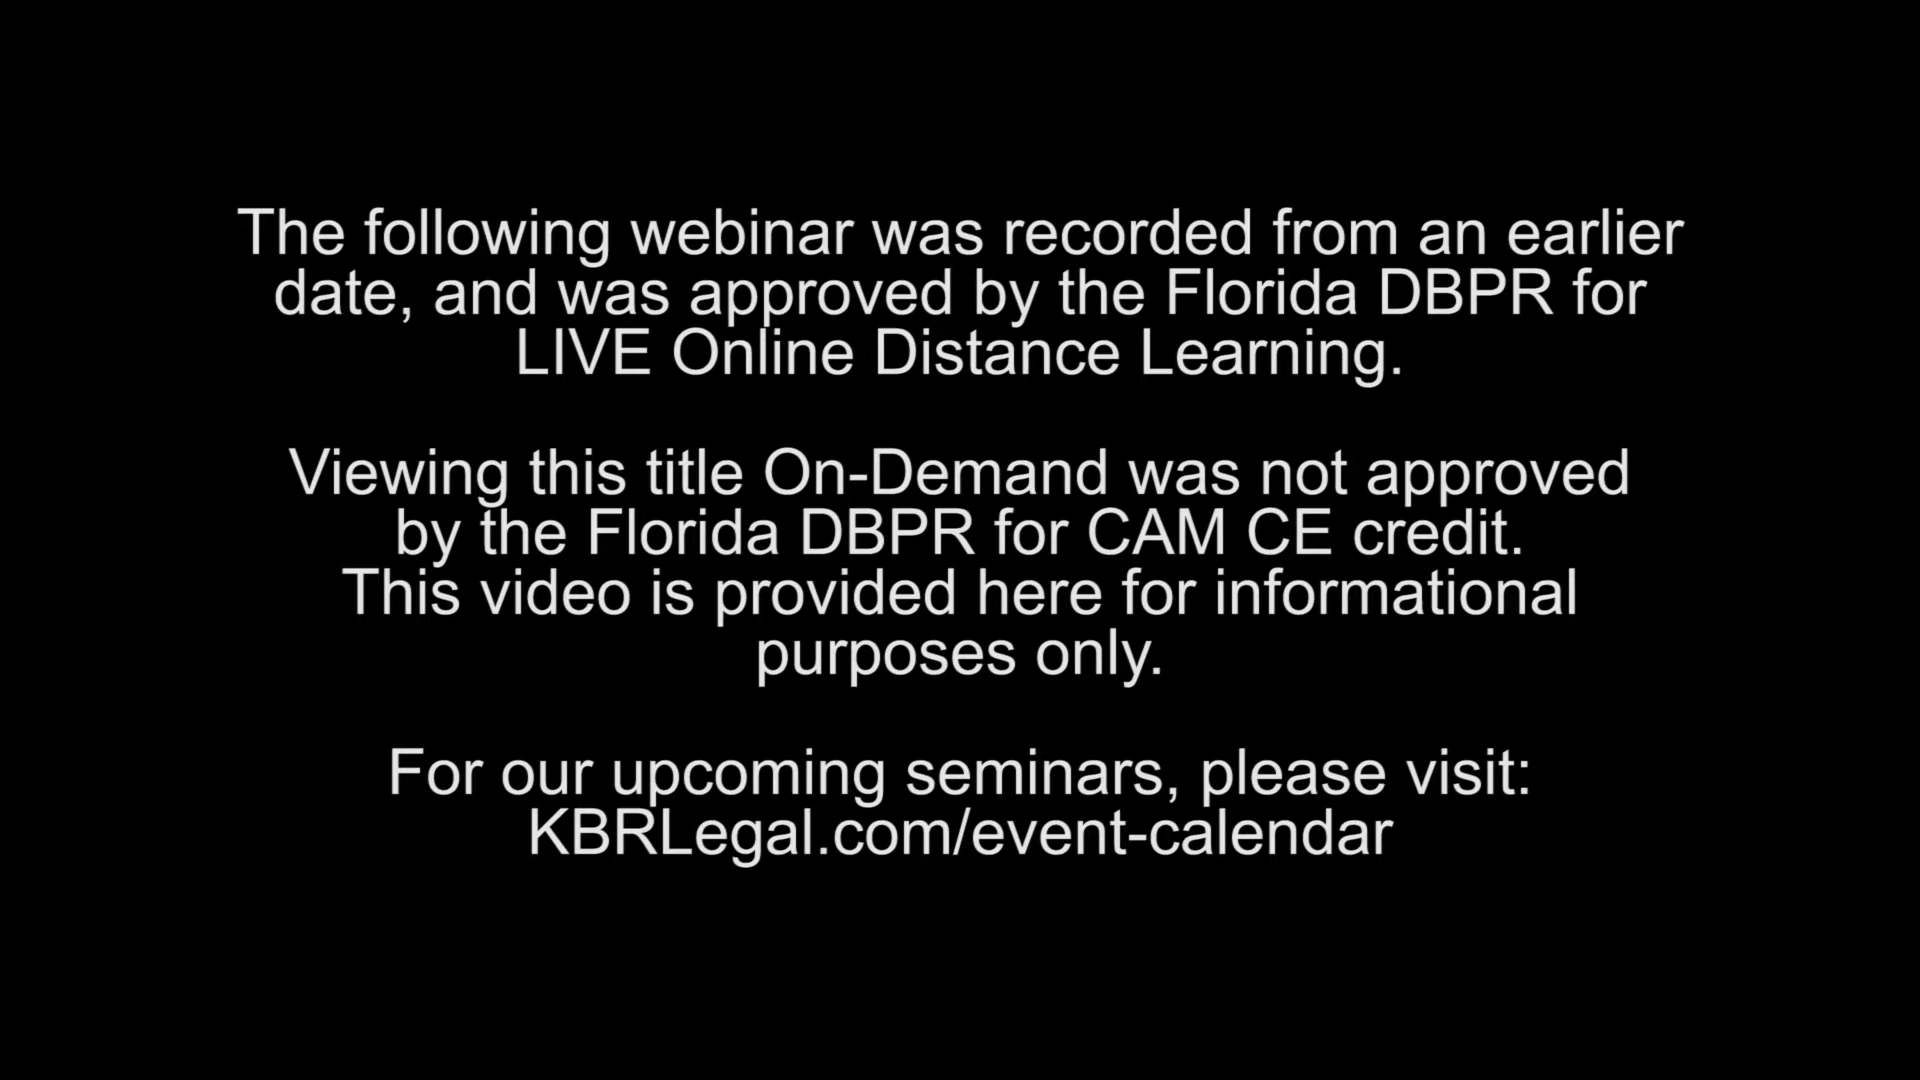 The following webinar was recorded from an earlier
date, and was approved by the Florida DBPR for
LIVE Online Distance Learning.
Viewing this title On-Demand was not approved
by the Florida DBPR for CAM CE credit.
This video is provided here for informational
purposes only.
For our upcoming seminars, please visit:
KBRLegal.com/event-calendar